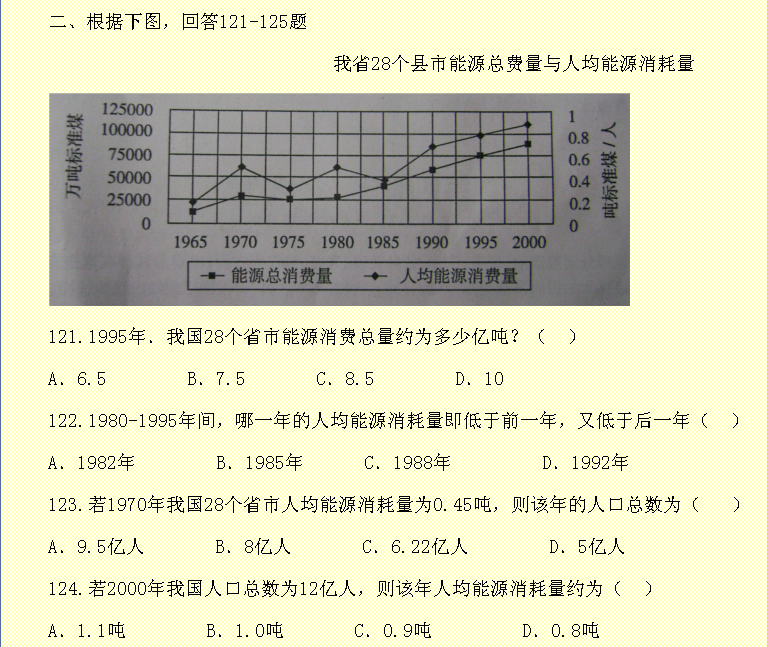 二、根据下图，回答121-125题
我省28个县市能源总费量与人均能源消耗量
万吨标准煤
125000
100000
75000
50000
25000
0
1
0.8
0.6
0.4
0.2
0
吨标准煤/人
1965 1970 1975 1980 1985 1990 1995 2000
能源总消费量 人均能源消费量
121.1995年．我国28个省市能源消费总量约为多少亿吨？（ ）
A．6.5 B．7.5 C．8.5 D．10
122.1980-1995年间，哪一年的人均能源消耗量即低于前一年，又低于后一年（ ）
A．1982年 B．1985年 C．1988年 D．1992年
123.若1970年我国28个省市人均能源消耗量为0.45吨，则该年的人口总数为（ ）
A．9.5亿人 B．8亿人 C．6.22亿人 D．5亿人
124.若2000年我国人口总数为12亿人，则该年人均能源消耗量约为（ ）
A．1.1吨 B．1.0吨 C．0.9吨 D．0.8吨